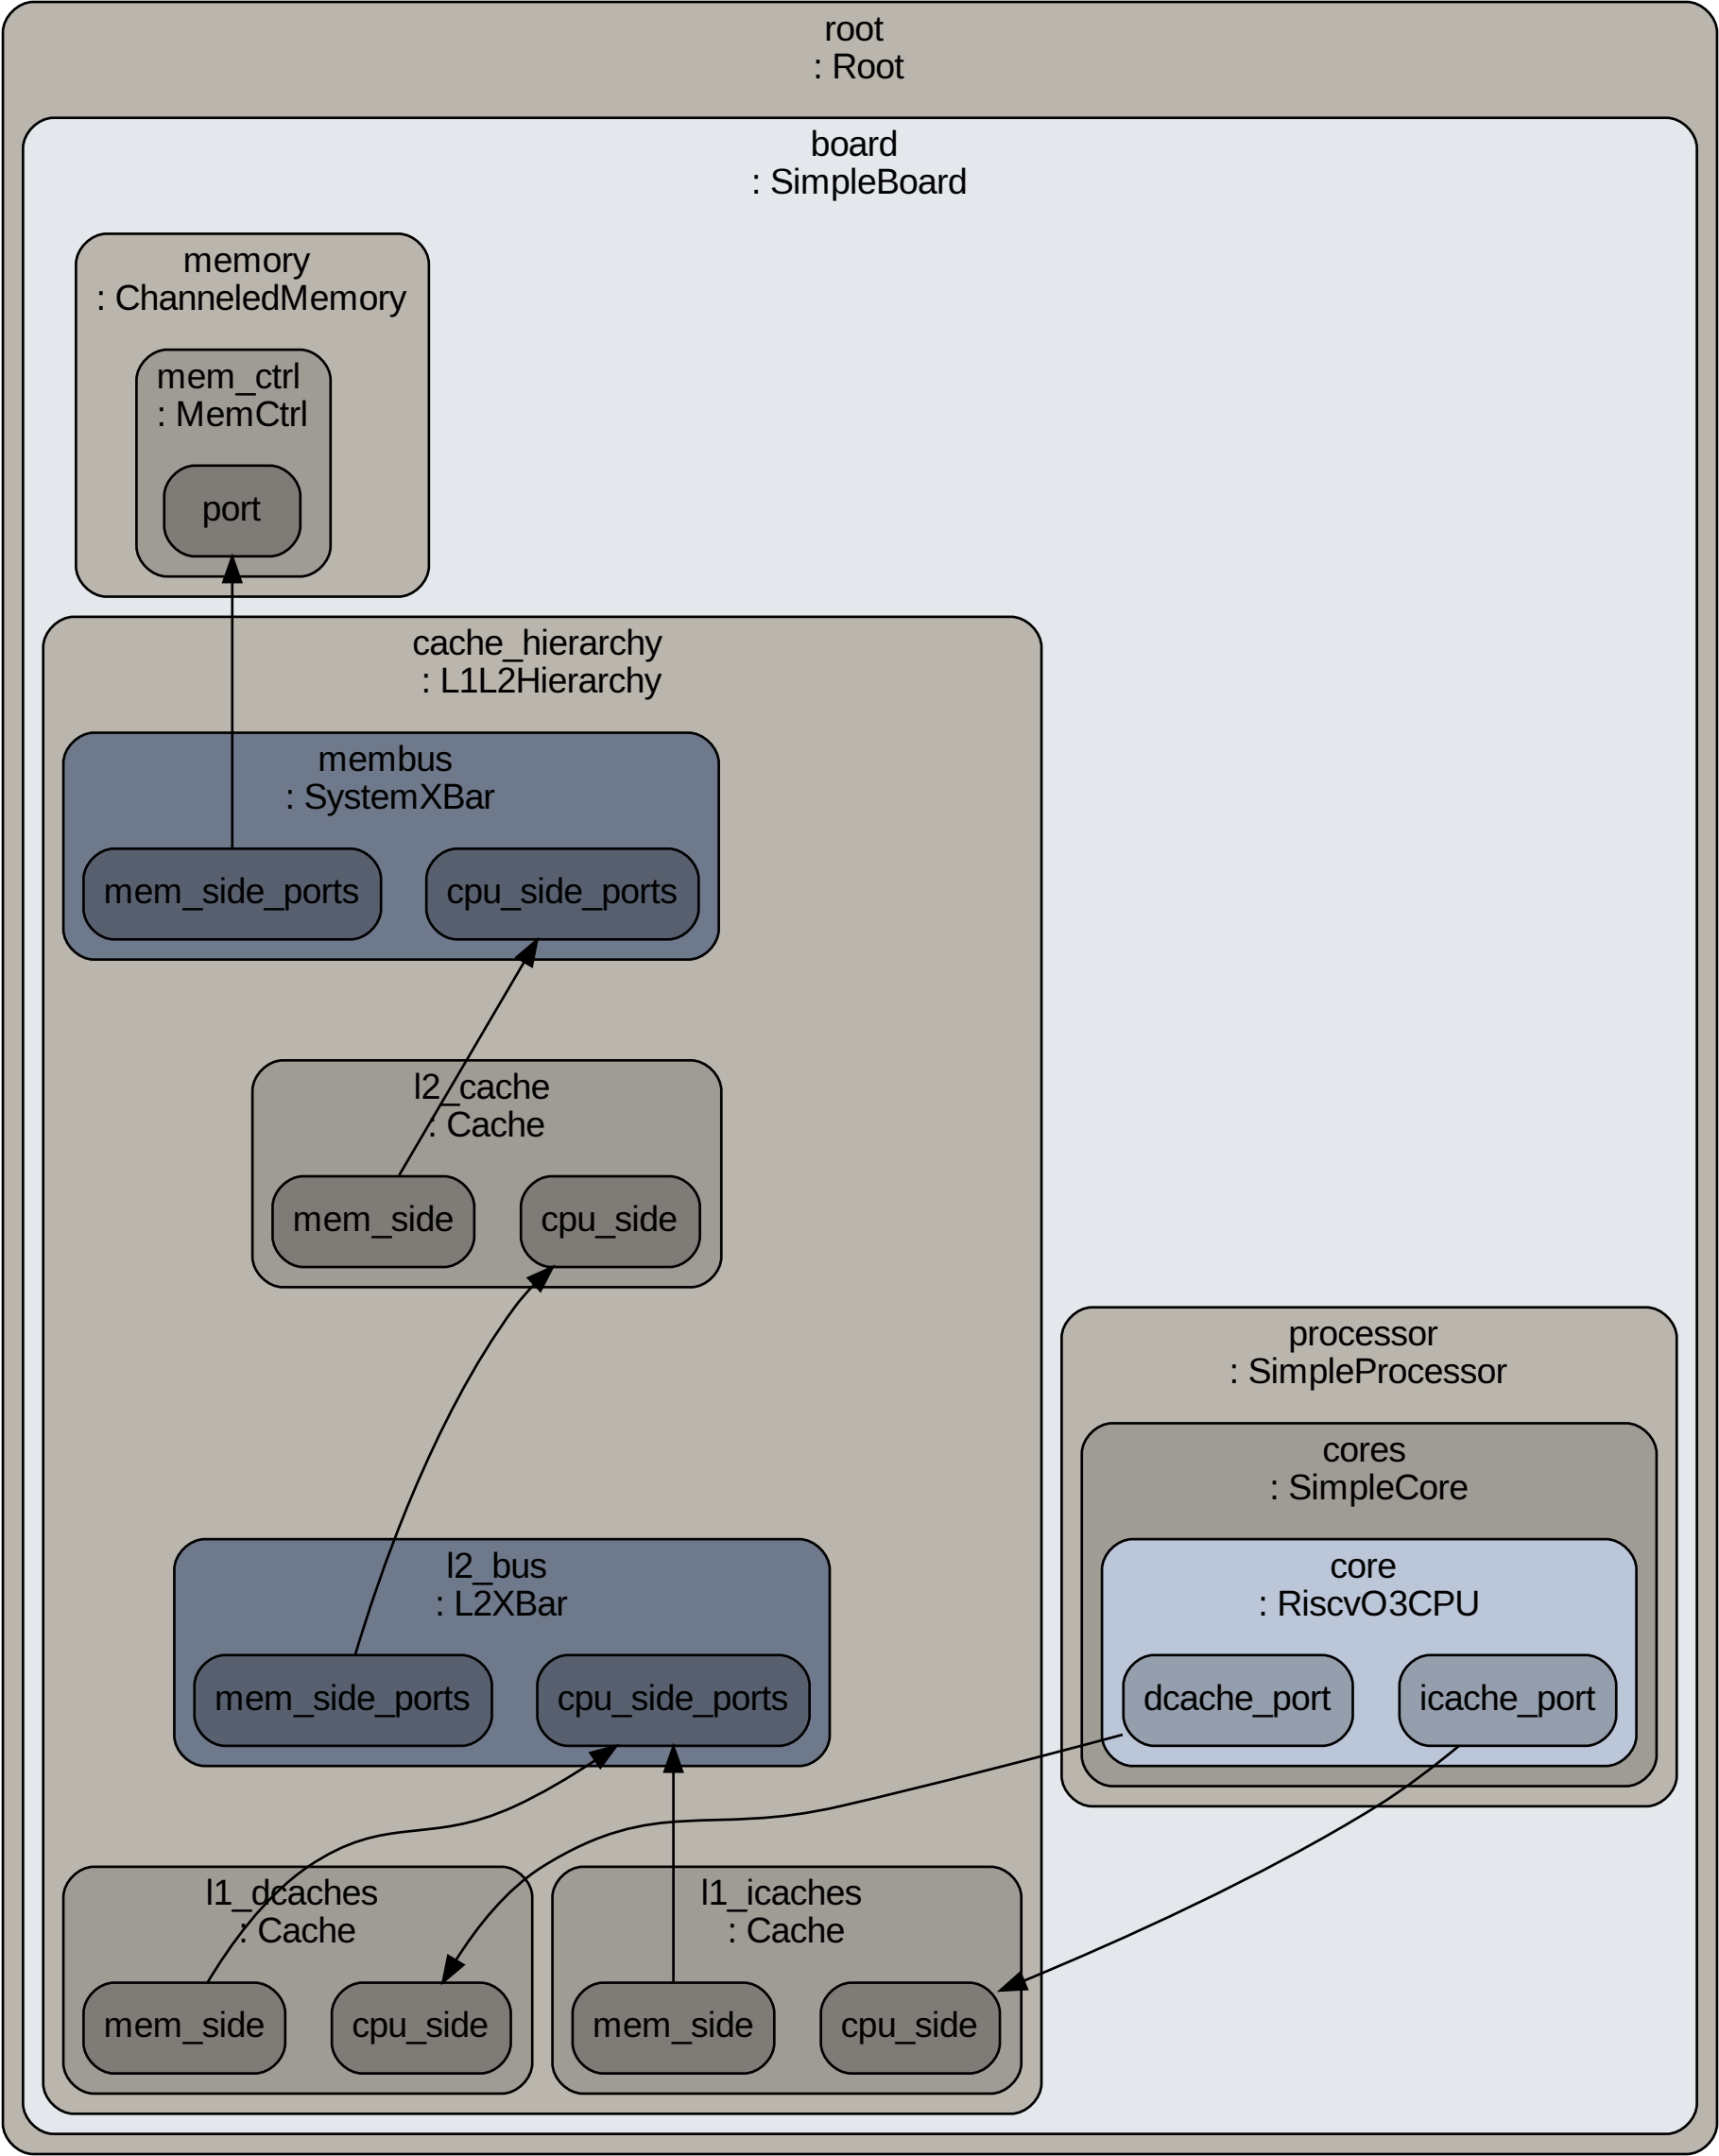 root
: Root
board
: SimpleBoard
memory
: ChanneledMemory
mem_ctrl
: MemCtrl
port
cache_hierarchy
: L1L2Hierarchy
membus
: SystemXBar
mem_side_ports
cpu_side_ports
l2_cache
: Cache
mem_side
cpu_side
processor
: SimpleProcessor
cores
: SimpleCore
l2_bus
: L2XBar
mem_side_ports
cpu_side_ports
core
: RiscvO3CPU
dcache_port
icache_port
l1_dcaches
: Cache
mem_side
cpu_side
l1_icaches
: Cache
mem_side
cpu_side